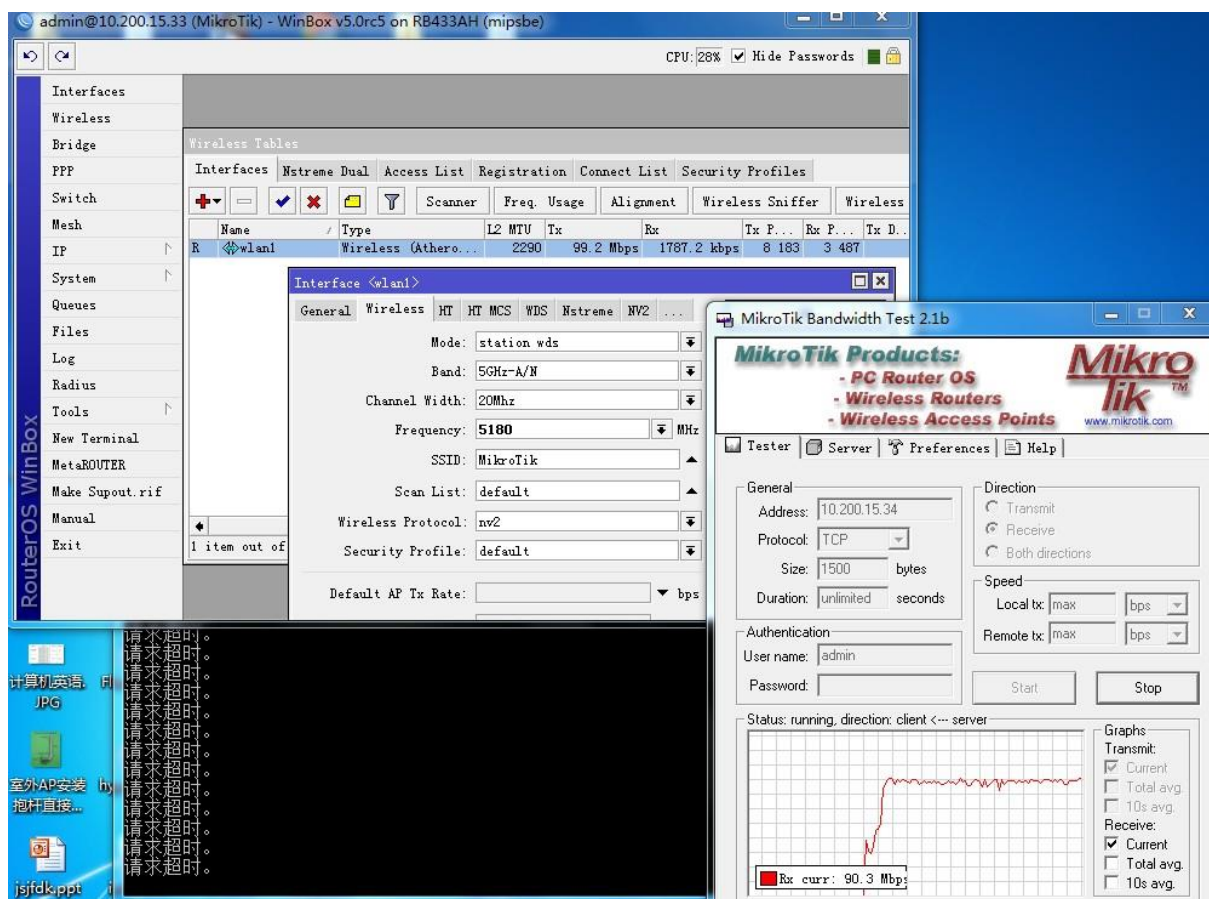 admin@10.200.15.33 (MikroTik) - WinBox v5.0rc5 on RB433AH (mipsbe)
CPU: 28% Hide Passwords
Interfaces
Wireless
Bridge
PPP
Switch
Mesh
IP
System
Queues
Files
Log
Radius
Tools
New Terminal
MetaROUTER
Make Supout.rif
Manual
Exit
RouterOS WinBox
Wireless Tables
Interfaces Nstreme Dual Access List Registration Connect List Security Profiles
Scanner Freq. Usage Alignment Wireless Sniffer Wireless
Name / Type L2 MTU Tx Rx Tx P... Rx P... Tx D..
R wlan1 Wireless (Athero... 2290 99.2 Mbps 1787.2 kbps 8 183 3 487
1 item out of
Interface <wlan1>
General Wireless HT HT MCS WDS Nstreme NV2 ...
Mode: station wds
Band: 5GHz-A/N
Channel Width: 20Mhz
Frequency: 5180 MHz
SSID: MikroTik
Scan List: default
Wireless Protocol: nv2
Security Profile: default
Default AP Tx Rate: bps
MikroTik Bandwidth Test 2.1b
MikroTik Products:
- PC Router OS
- Wireless Routers
- Wireless Access Points
Mikro
Tik TM
www.mikrotik.com
Tester Server Preferences Help
General
Address: 10.200.15.34
Protocol: TCP
Size: 1500 bytes
Duration: unlimited seconds
Direction
Transmit
Receive
Both directions
Speed
Local tx: max bps
Remote tx: max bps
Authentication
User name: admin
Password:
Start Stop
Status: running, direction: client <--- server
Rx curr: 90.3 Mbps
Graphs
Transmit:
Current
Total avg.
10s avg.
Receive:
Current
Total avg.
10s avg.
请求超时。
请求超时。
请求超时。
请求超时。
请求超时。
请求超时。
请求超时。
请求超时。
请求超时。
请求超时。
请求超时。
请求超时。
请求超时。
计算机英语.
JPG
室外AP安装
抱杆直接...
jsjfdk.ppt